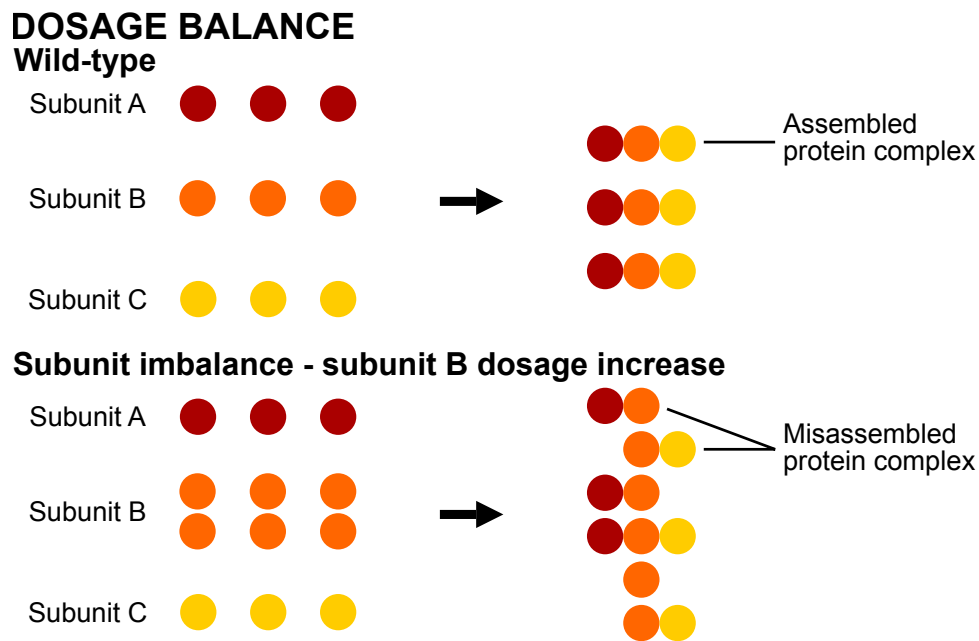 DOSAGE BALANCE
Wild-type
Subunit A
Subunit B
Subunit C
Assembled
protein complex
Subunit imbalance - subunit B dosage increase
Subunit A
Subunit B
Subunit C
Misassembled
protein complex